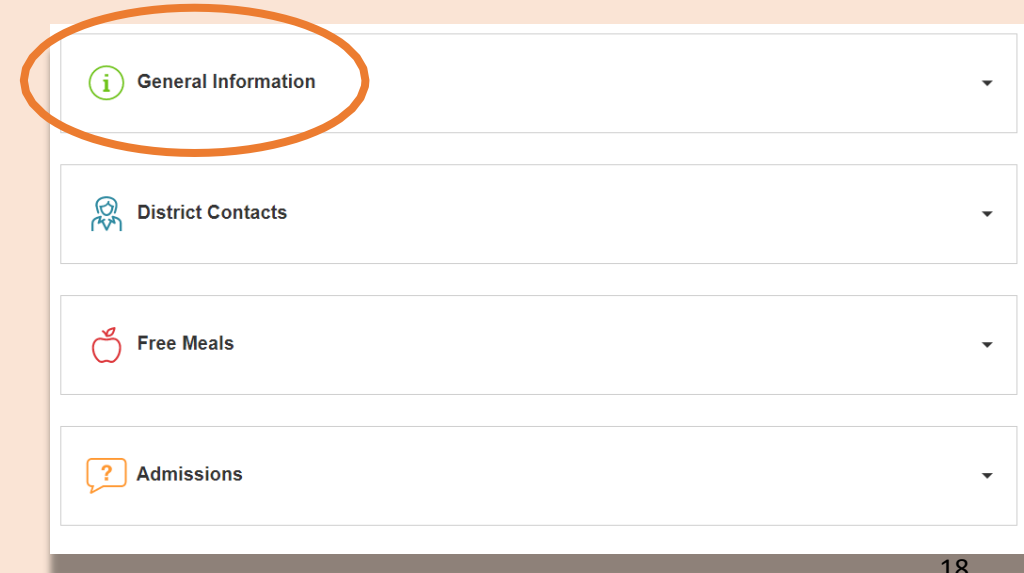 General Information
District Contacts
Free Meals
Admissions
18